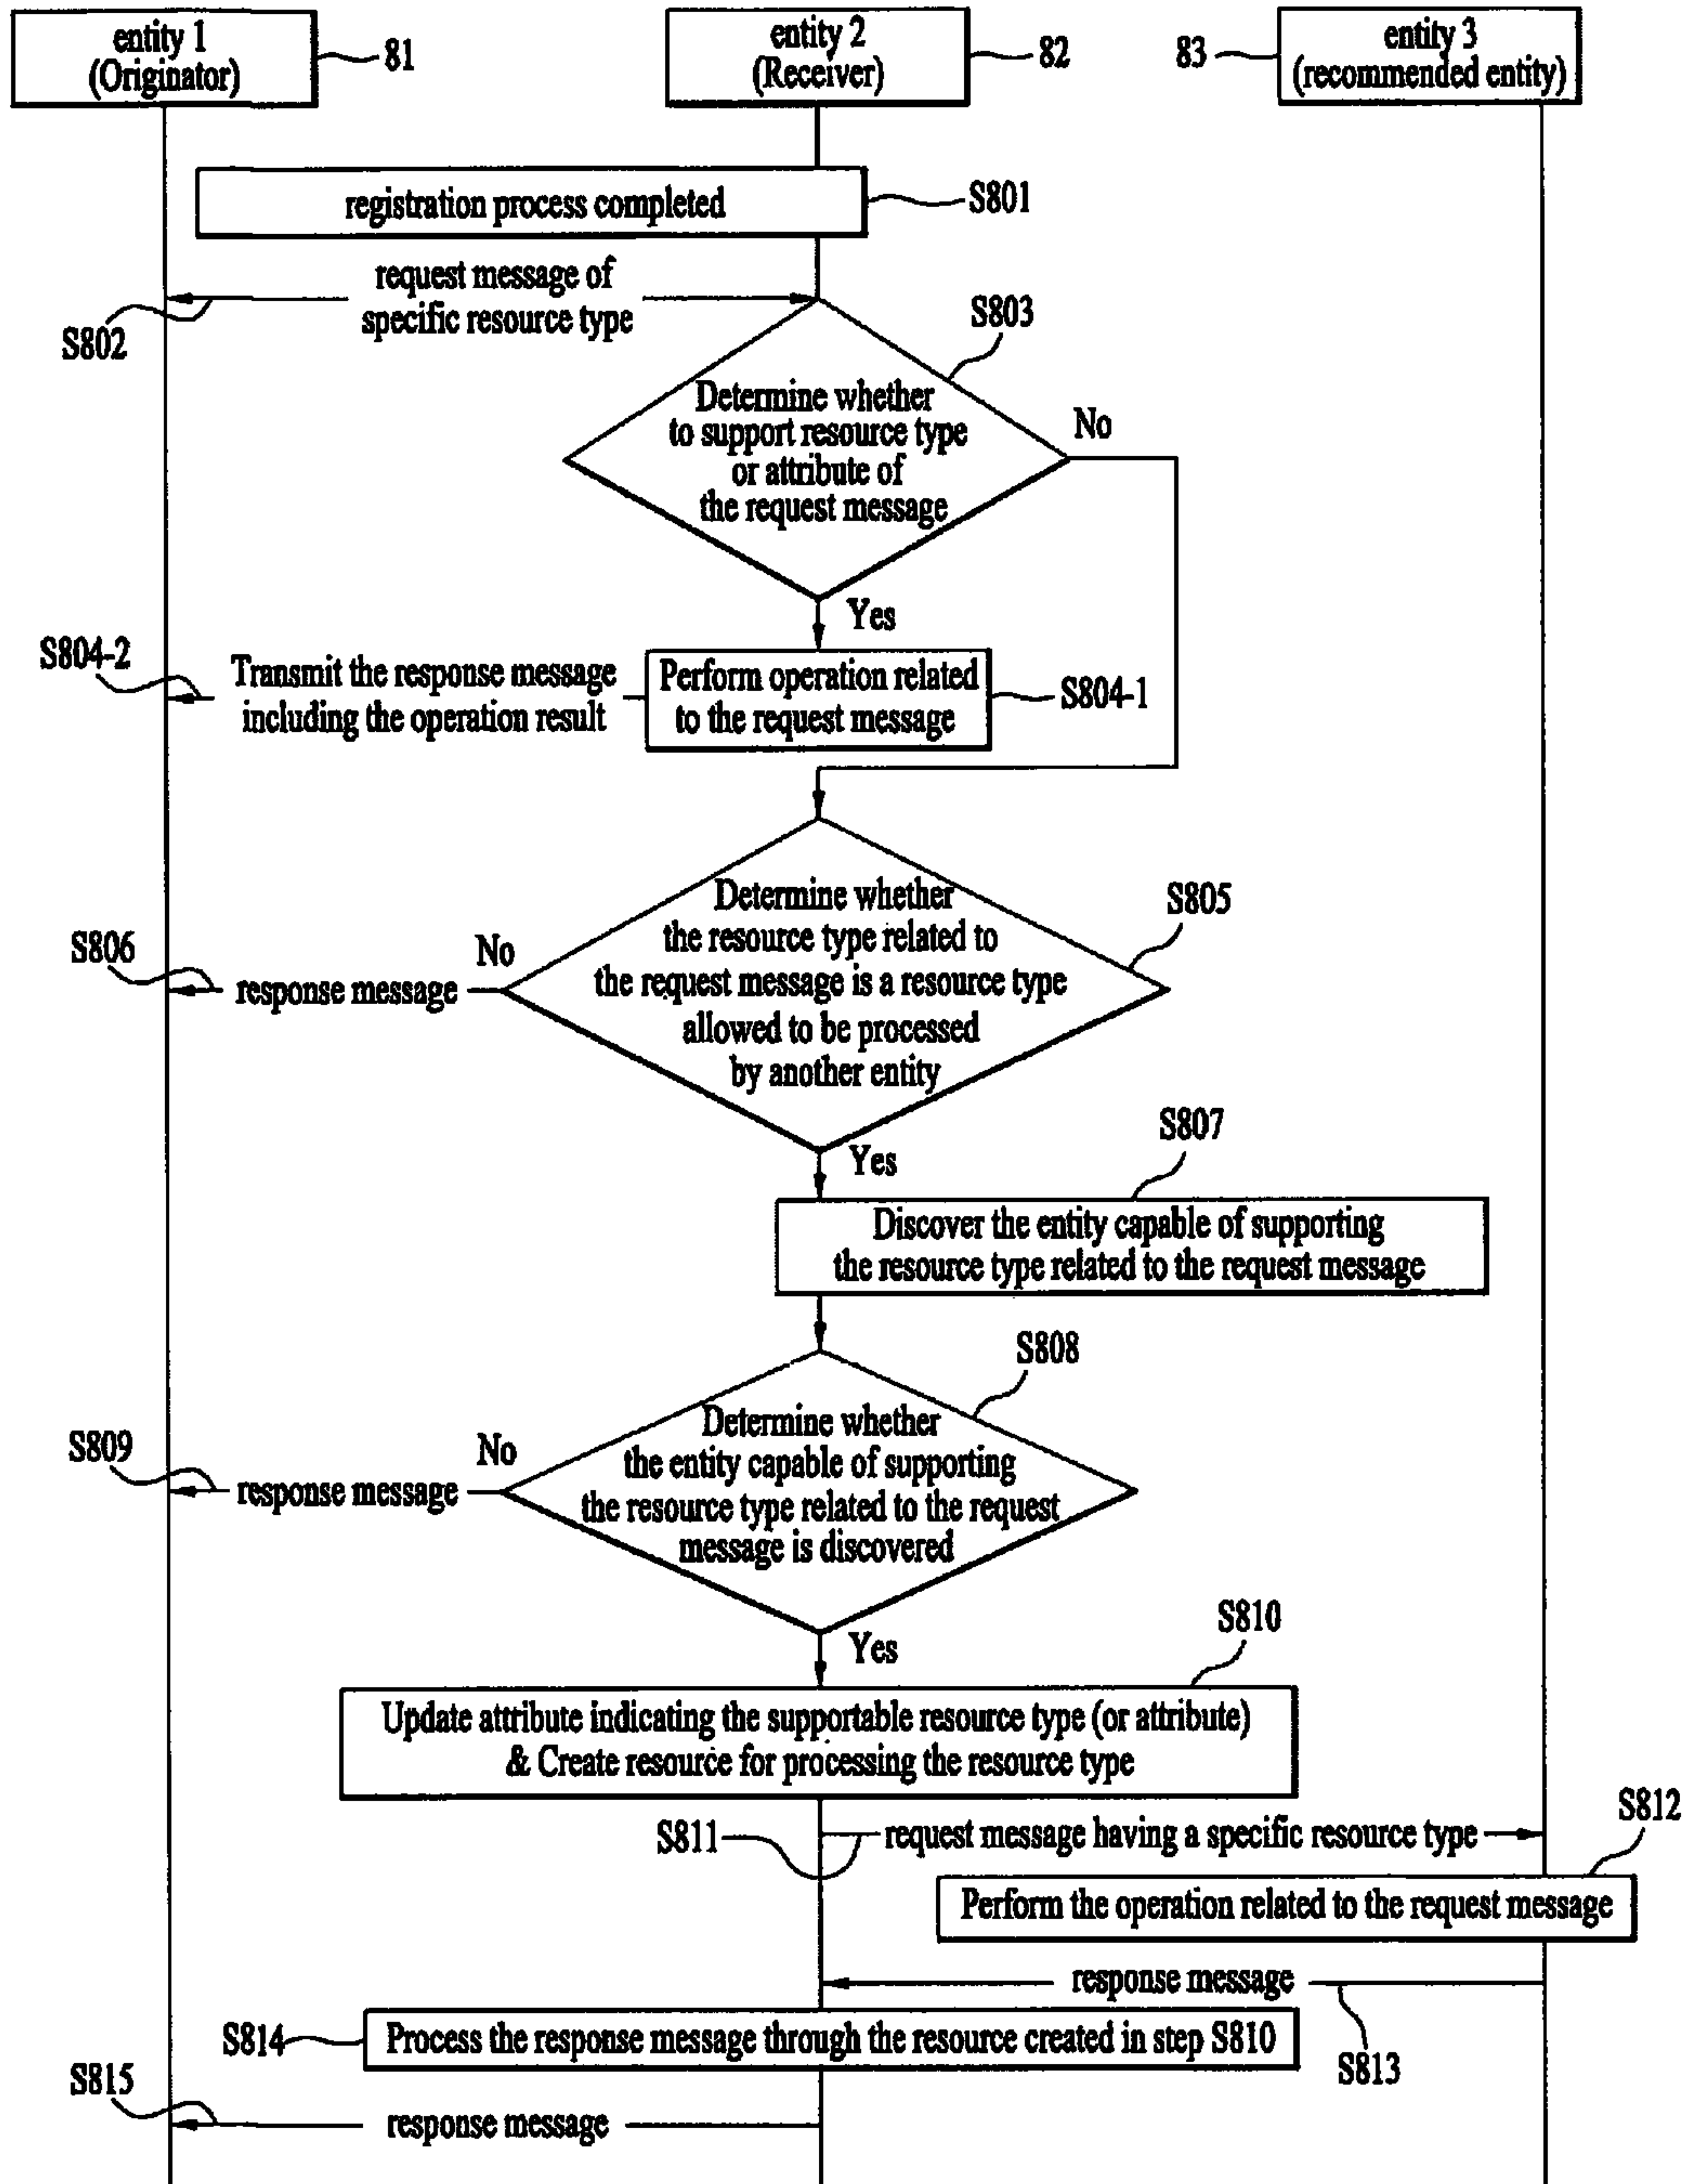 entity 1
(Originator)
81
entity 2
(Receiver)
82
83
entity 3
(recommended entity)
registration process completed
S801
request message of
specific resource type
S802
S803
Determine whether
to support resource type
or attribute of
the request message
No
Yes
S804-2
Transmit the response message
including the operation result
Perform operation related
to the request message
S804-1
Determine whether
the resource type related to
the request message is a resource type
allowed to be processed
by another entity
S805
S806
No
response message
Yes
S807
Discover the entity capable of supporting
the resource type related to the request message
S808
Determine whether
the entity capable of supporting
the resource type related to the request
message is discovered
S809
No
response message
Yes
S810
Update attribute indicating the supportable resource type (or attribute)
& Create resource for processing the resource type
S811
request message having a specific resource type
S812
Perform the operation related to the request message
response message
S813
S814
Process the response message through the resource created in step S810
S815
response message